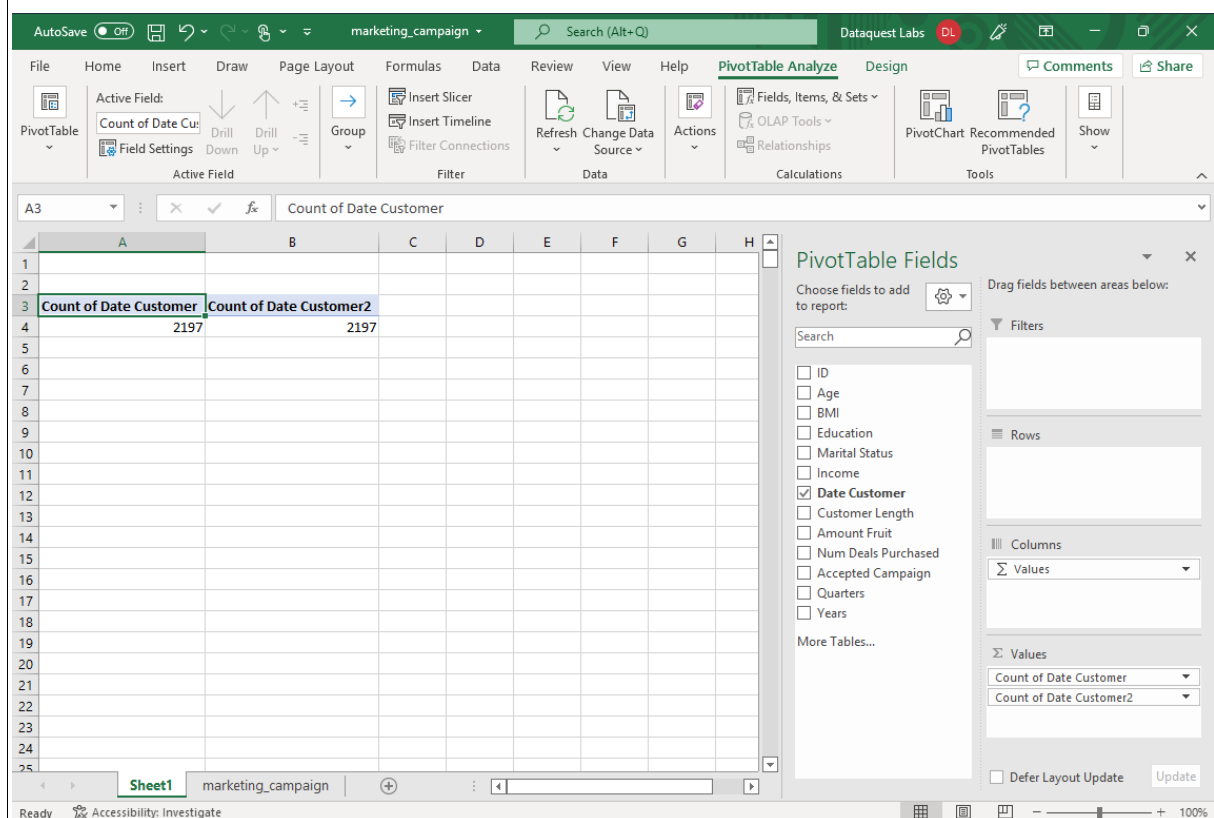 AutoSave Off marketing_campaign Search (Alt+Q) Dataquest Labs DL
File Home Insert Draw Page Layout Formulas Data Review View Help PivotTable Analyze Design Comments Share
PivotTable
Active Field:
Count of Date Cu
Field Settings
Drill Down
Drill Up
Active Field
Group
Insert Slicer
Insert Timeline
Filter Connections
Filter
Refresh
Change Data Source
Data
Actions
Fields, Items, & Sets
OLAP Tools
Relationships
Calculations
PivotChart
Recommended PivotTables
Tools
Show
A3 fx Count of Date Customer
A B C D E F G H
1
2
3 Count of Date Customer Count of Date Customer2
4 2197 2197
5
6
7
8
9
10
11
12
13
14
15
16
17
18
19
20
21
22
23
24
25
PivotTable Fields
Choose fields to add to report:
Search
ID
Age
BMI
Education
Marital Status
Income
Date Customer
Customer Length
Amount Fruit
Num Deals Purchased
Accepted Campaign
Quarters
Years
More Tables...
Drag fields between areas below:
Filters
Rows
Columns
Σ Values
Σ Values
Count of Date Customer
Count of Date Customer2
Defer Layout Update Update
Sheet1 marketing_campaign
Ready Accessibility: Investigate 100%